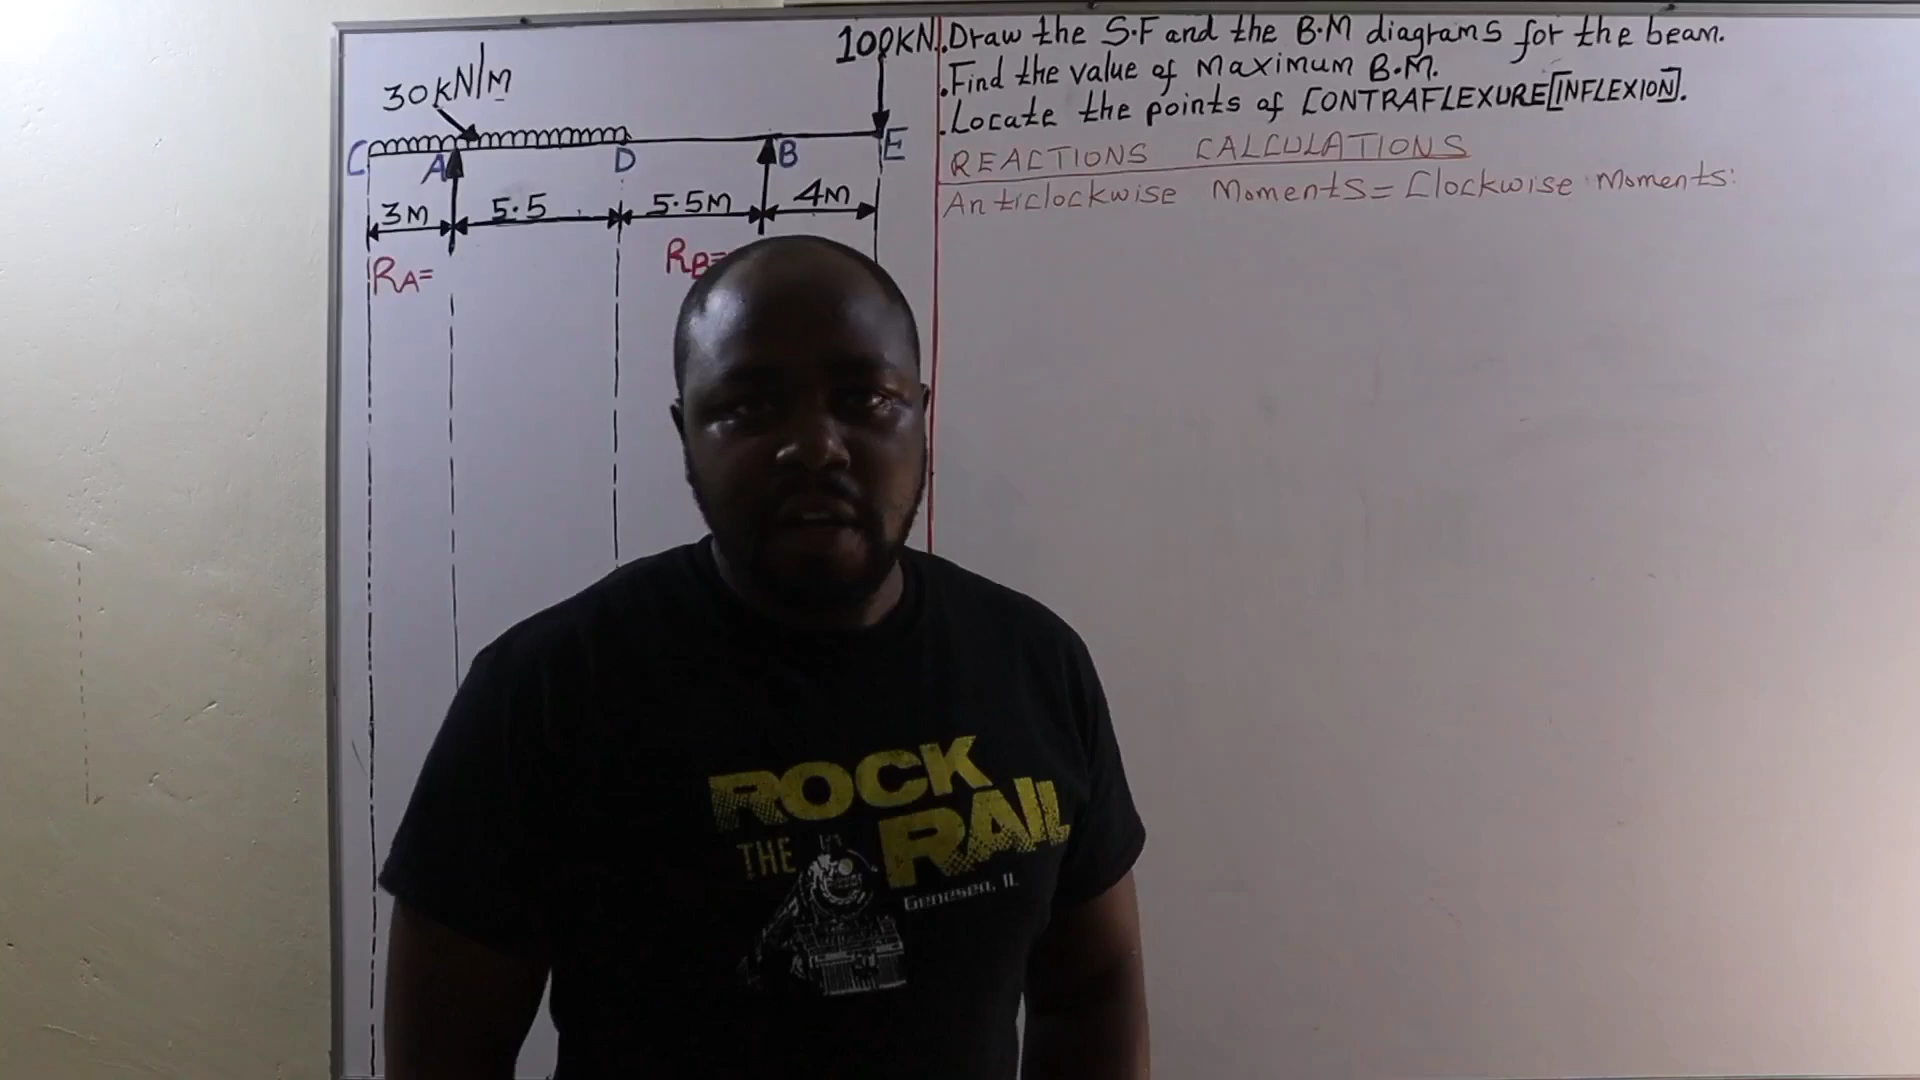 100KN
.Draw the S.F and the B.M diagrams for the beam.
.Find the value of Maximum B.M.
.Locate the points of CONTRAFLEXURE[INFLEXION].
30kN/m
C
A
D
B
E
3M
5.5
5.5M
4M
RA=
RB=
REACTIONS CALCULATIONS
Anticlockwise Moments=Clockwise Moments:
ROCK
THE RAIL
Geneseo, IL